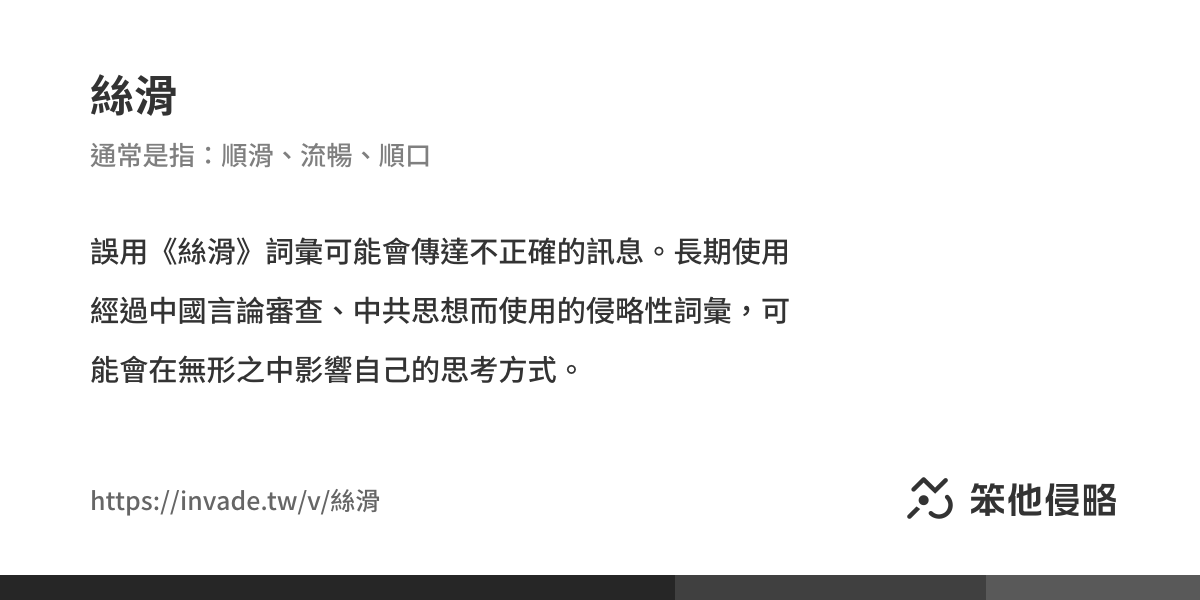 絲滑
通常是指：順滑、流暢、順口
誤用《絲滑》詞彙可能會傳達不正確的訊息。長期使用
經過中國言論審查、中共思想而使用的侵略性詞彙，可
能會在無形之中影響自己的思考方式。
https://invade.tw/v/絲滑
笨他侵略